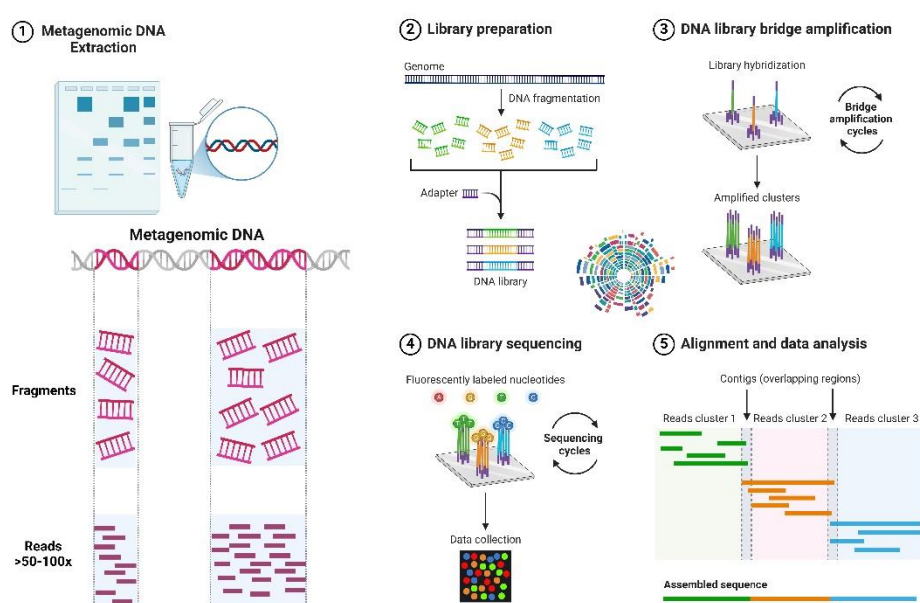 1 Metagenomic DNA
Extraction
Metagenomic DNA
Fragments
Reads
>50-100x
2 Library preparation
Genome
DNA fragmentation
Adapter
DNA library
3 DNA library bridge amplification
Library hybridization
Bridge
amplification
cycles
Amplified clusters
4 DNA library sequencing
Fluorescently labeled nucleotides
Sequencing
cycles
Data collection
5 Alignment and data analysis
Contigs (overlapping regions)
Reads cluster 1 Reads cluster 2 Reads cluster 3
Assembled sequence